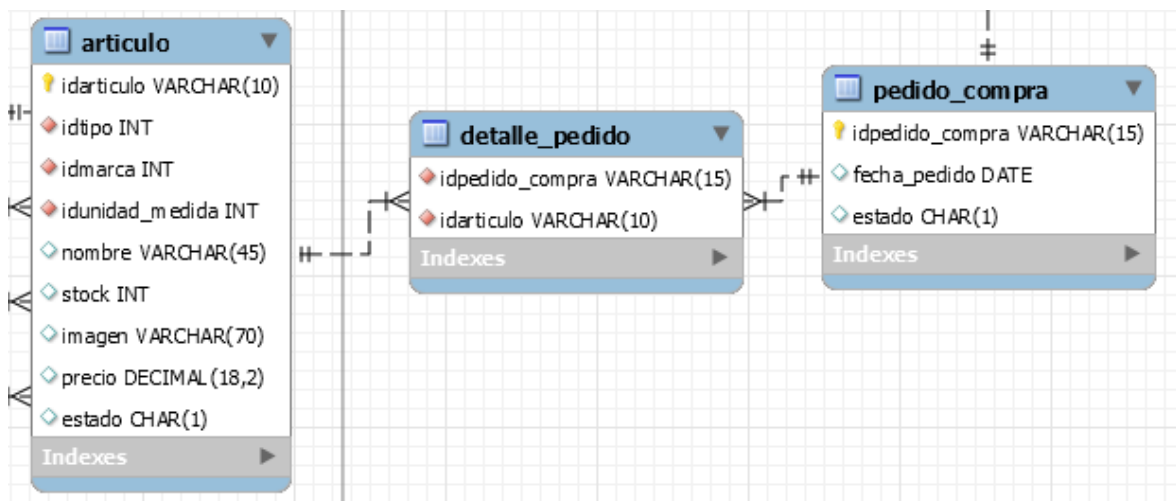 articulo
idarticulo VARCHAR(10)
idtipo INT
idmarca INT
idunidad_medida INT
nombre VARCHAR(45)
stock INT
imagen VARCHAR(70)
precio DECIMAL(18,2)
estado CHAR(1)
Indexes
detalle_pedido
idpedido_compra VARCHAR(15)
idarticulo VARCHAR(10)
Indexes
pedido_compra
idpedido_compra VARCHAR(15)
fecha_pedido DATE
estado CHAR(1)
Indexes